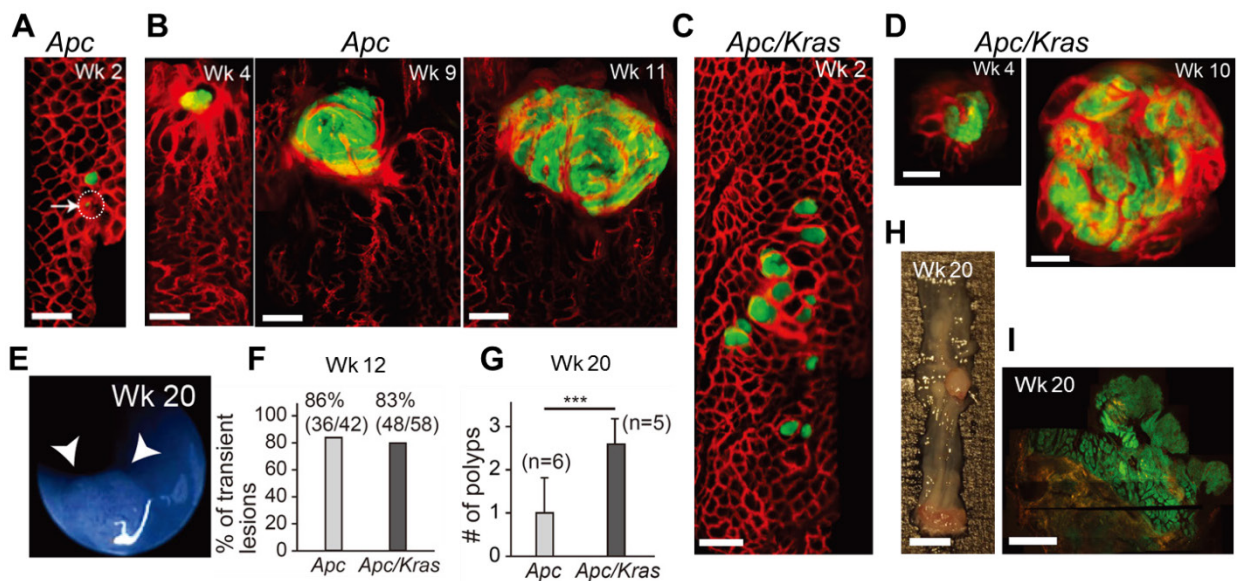 A
Apc
Wk 2
B
Apc
Wk 4
Wk 9
Wk 11
C
Apc/Kras
Wk 2
D
Apc/Kras
Wk 4
Wk 10
E
Wk 20
F
Wk 12
% of transient
lesions
100
80
60
40
20
0
86%
(36/42)
83%
(48/58)
Apc
Apc/Kras
G
Wk 20
# of polyps
3
2
1
0
(n=6)
***
(n=5)
Apc
Apc/Kras
H
Wk 20
I
Wk 20